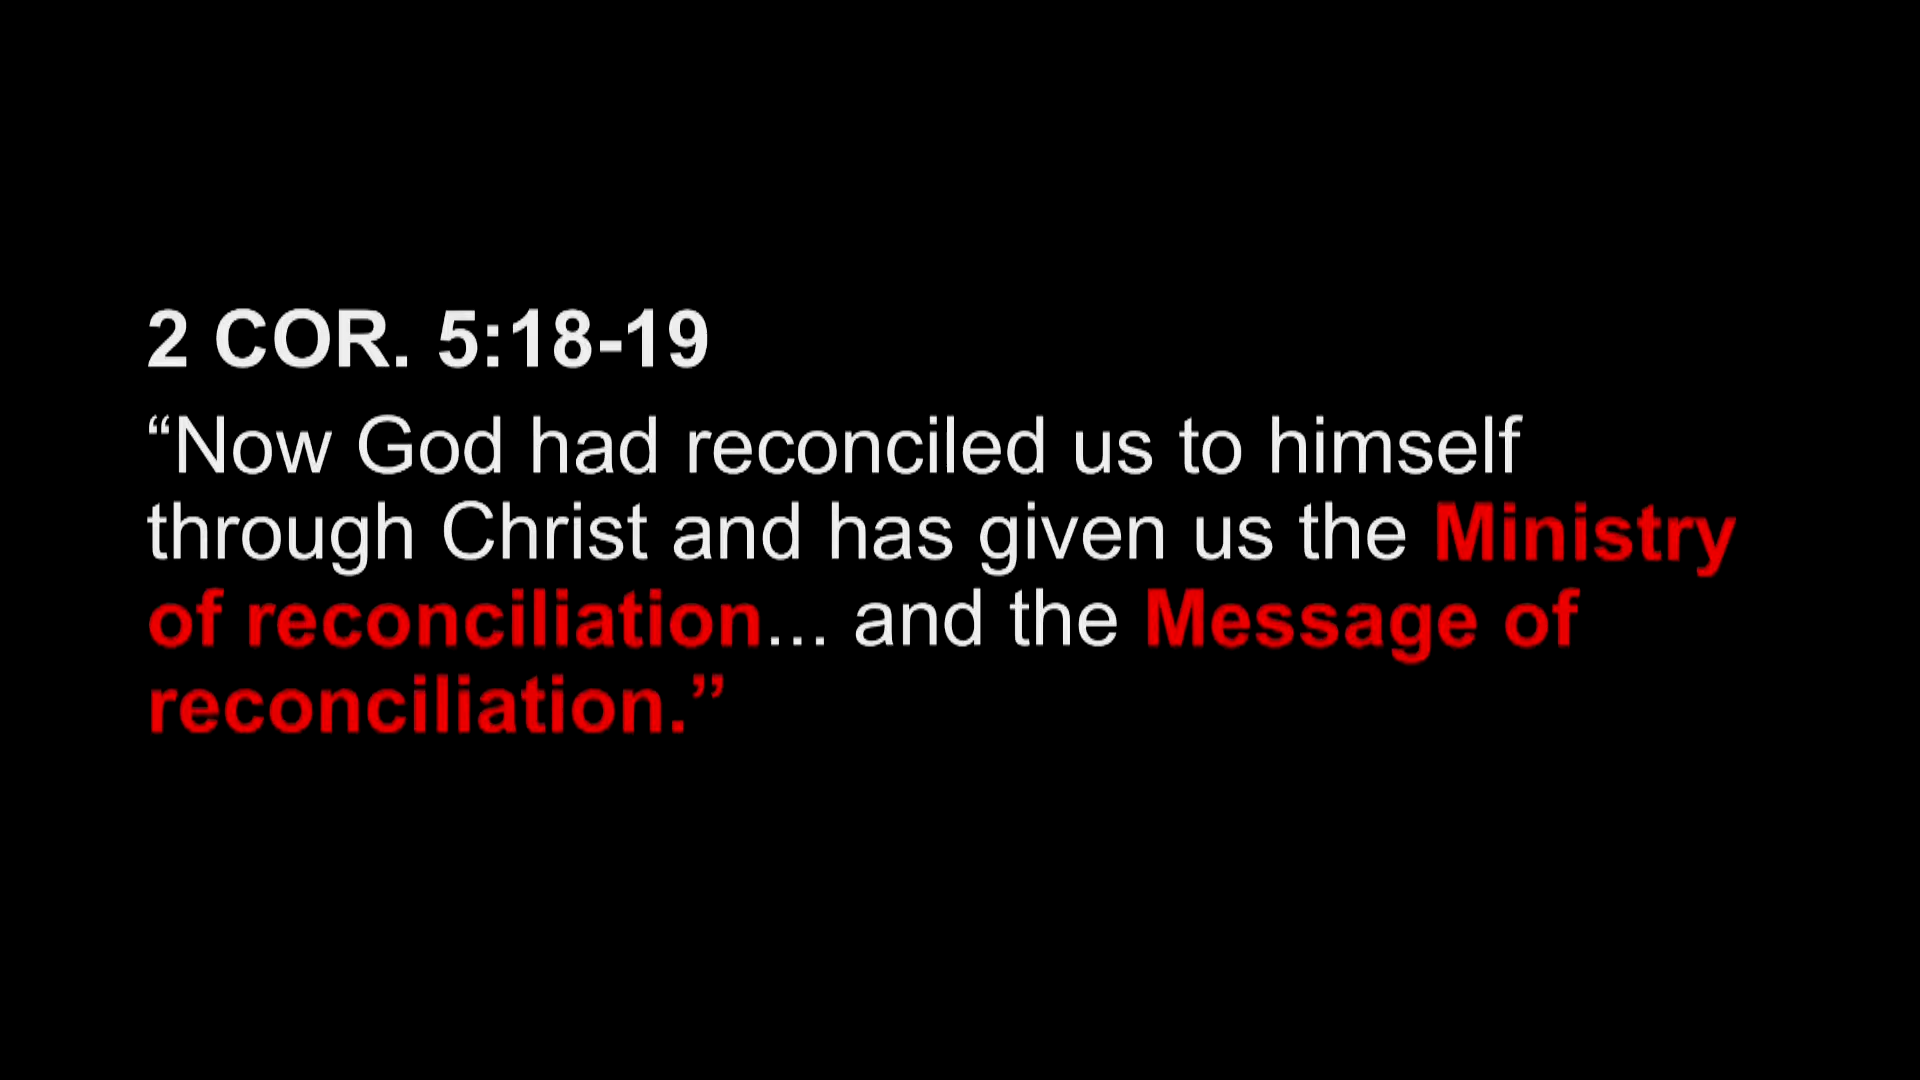 2 COR. 5:18-19
“Now God had reconciled us to himself
through Christ and has given us the Ministry
of reconciliation... and the Message of
reconciliation.”